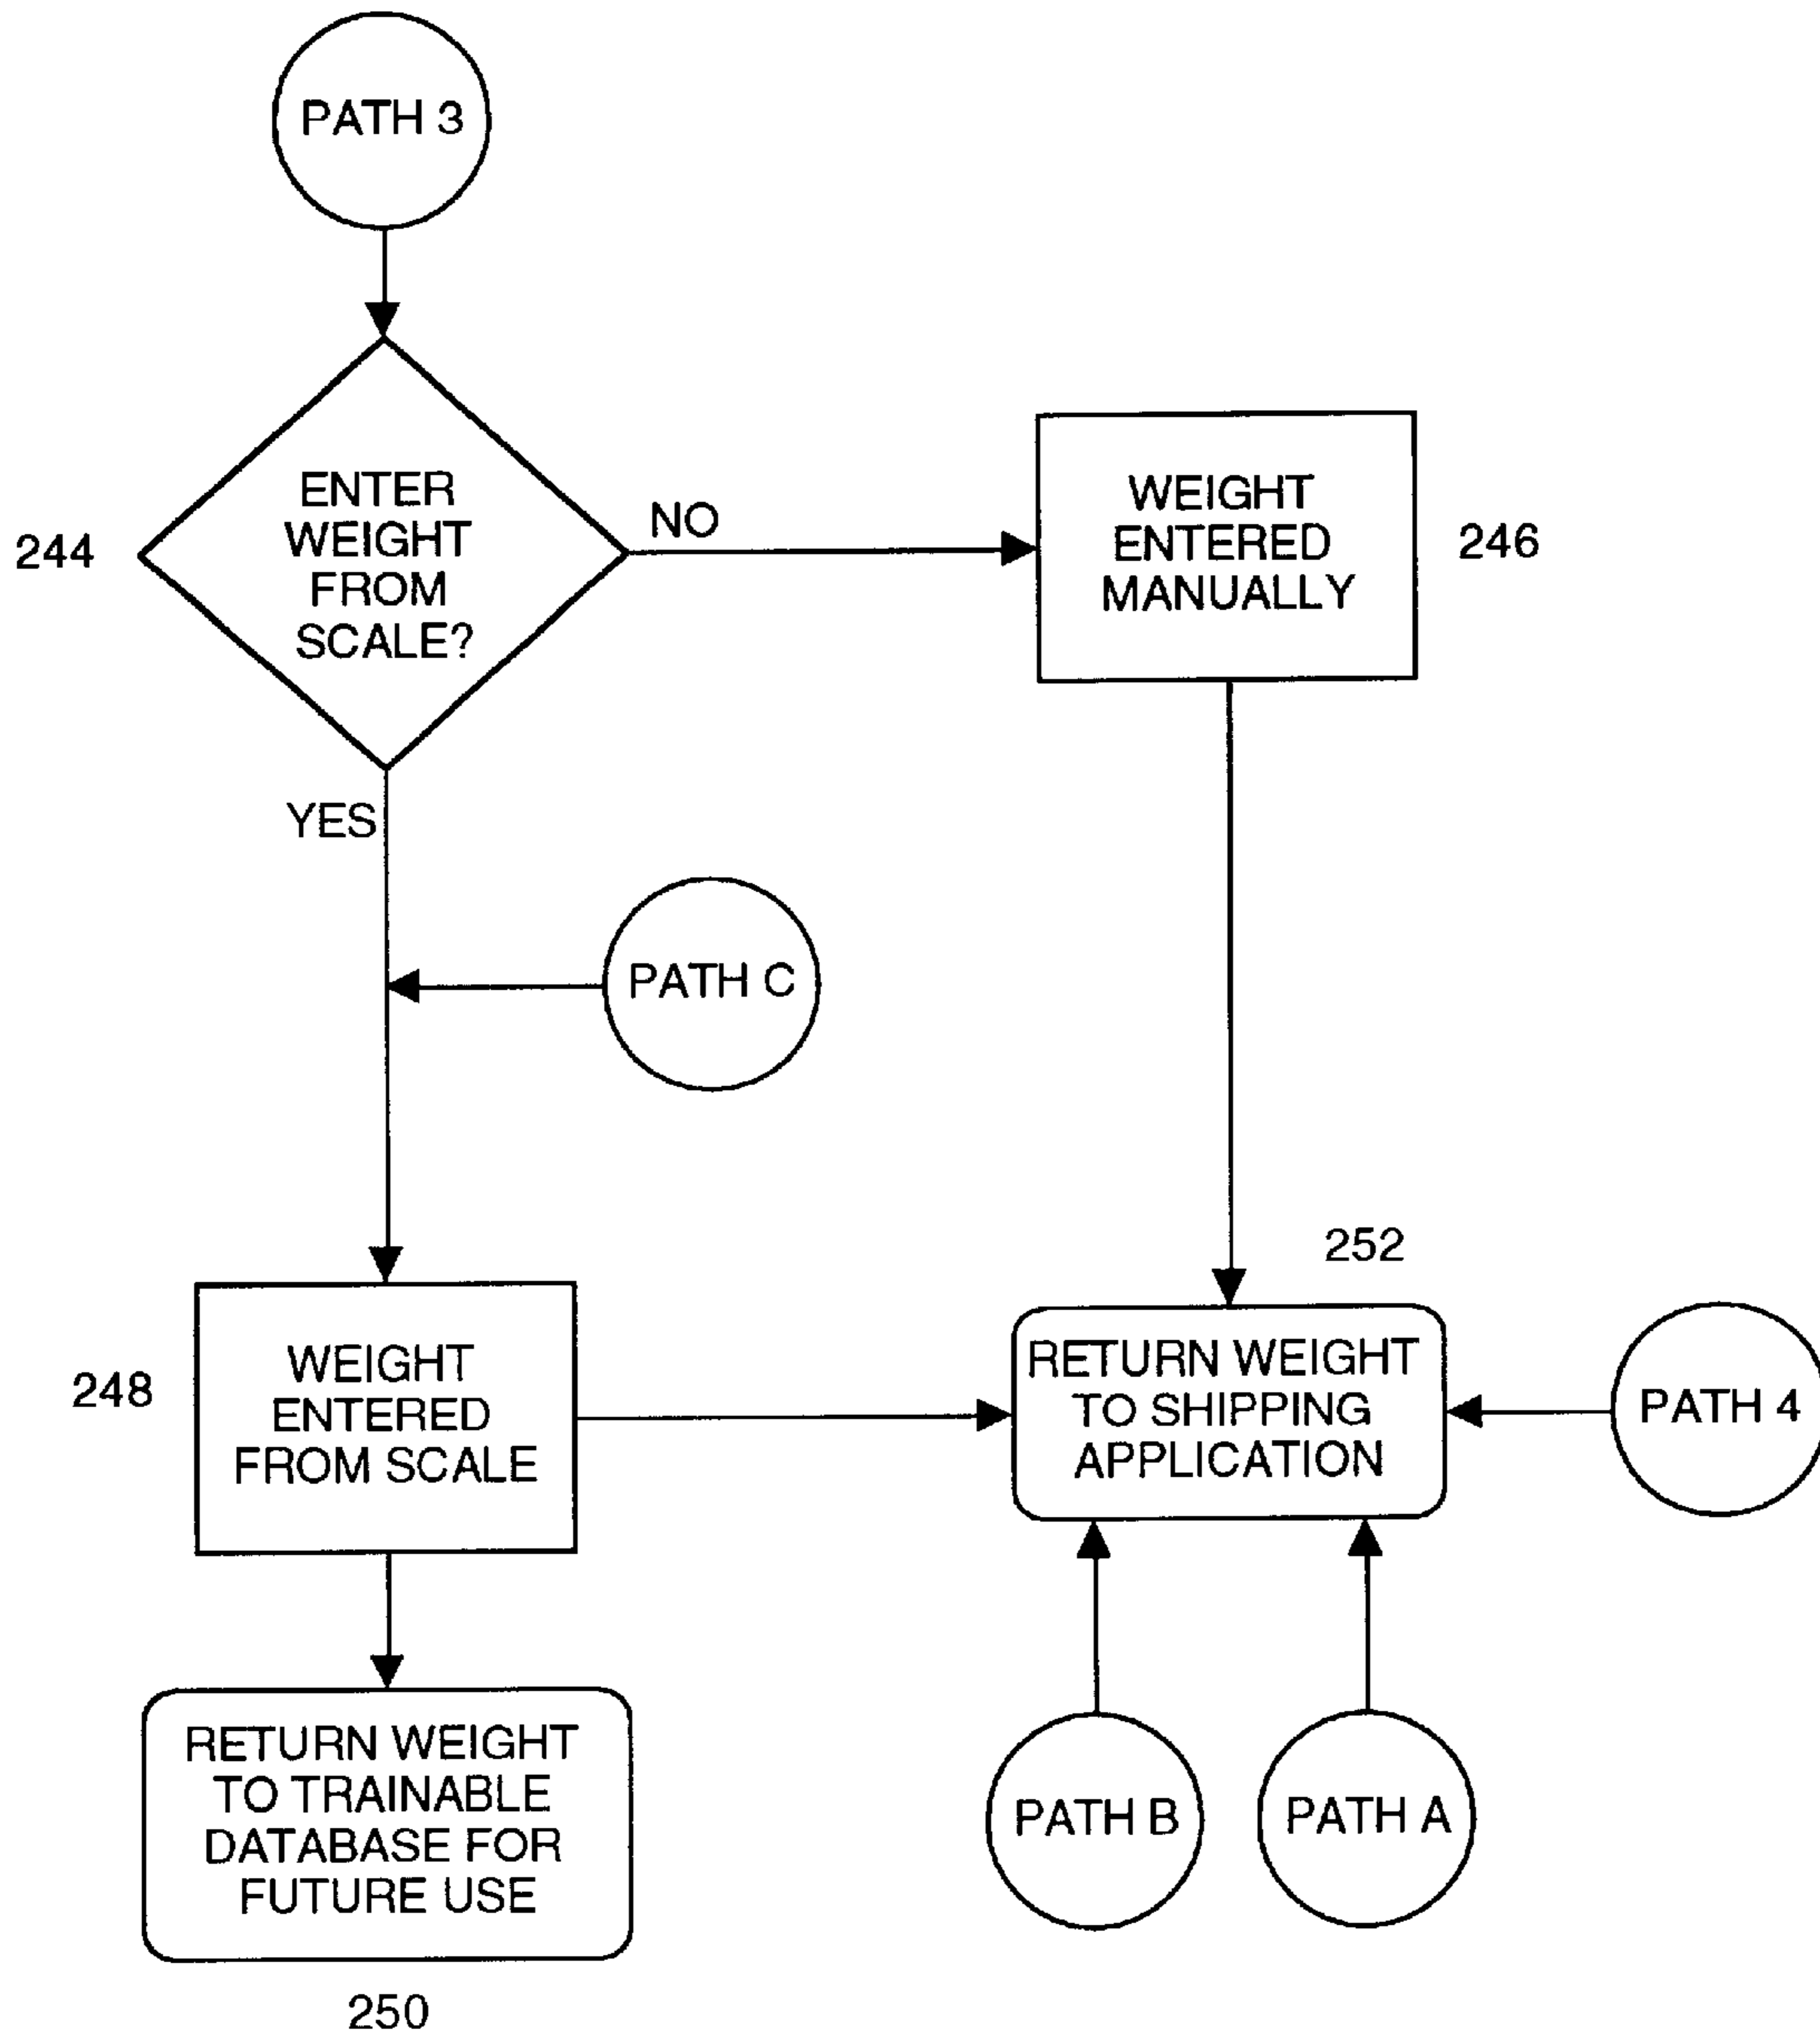 PATH 3
244
ENTER
WEIGHT
FROM
SCALE?
NO
WEIGHT
ENTERED
MANUALLY
246
YES
PATH C
248
WEIGHT
ENTERED
FROM SCALE
252
RETURN WEIGHT
TO SHIPPING
APPLICATION
PATH 4
RETURN WEIGHT
TO TRAINABLE
DATABASE FOR
FUTURE USE
250
PATH B
PATH A